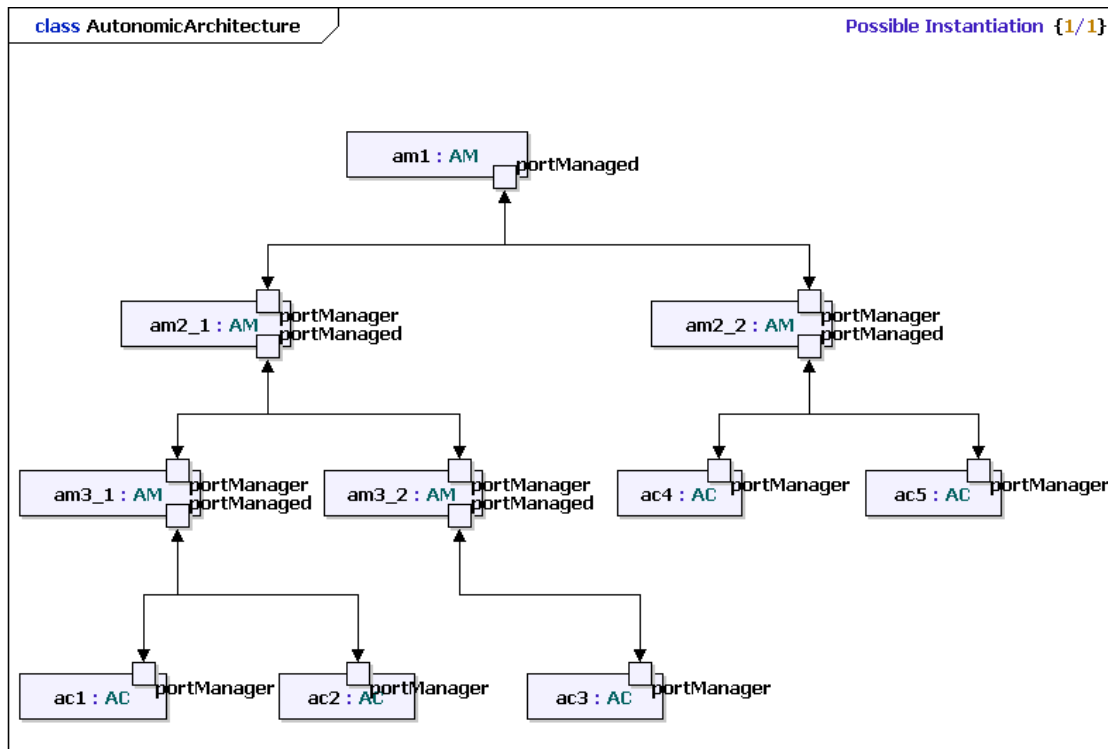 class AutonomicArchitecture
Possible Instantiation {1/1}
am1 : AM
portManaged
am2_1 : AM
portManager
portManaged
am2_2 : AM
portManager
portManaged
am3_1 : AM
portManager
portManaged
am3_2 : AM
portManager
portManaged
ac4 : AC
portManager
ac5 : AC
portManager
ac1 : AC
portManager
ac2 : AC
portManager
ac3 : AC
portManager